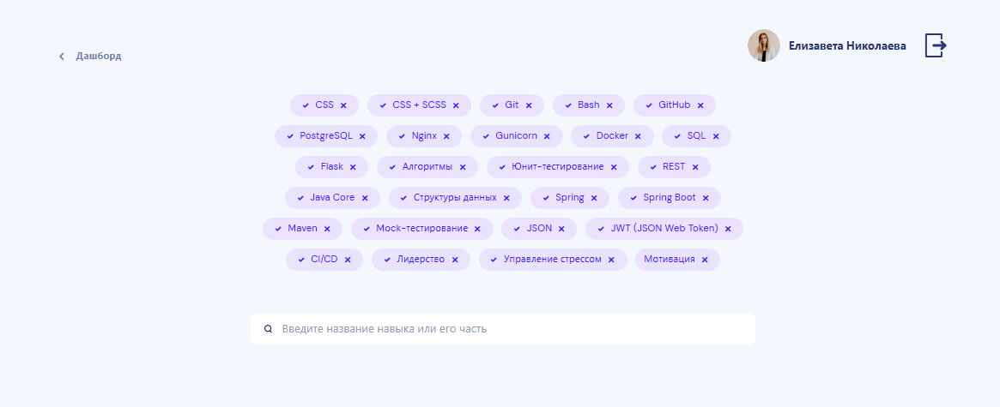 Дашборд
Елизавета Николаева
CSS CSS + SCSS Git Bash GitHub
PostgreSQL Nginx Gunicorn Docker SQL
Flask Алгоритмы Юнит-тестирование REST
Java Core Структуры данных Spring Spring Boot
Maven Mock-тестирование JSON JWT (JSON Web Token)
CI/CD Лидерство Управление стрессом Мотивация
Введите название навыка или его часть